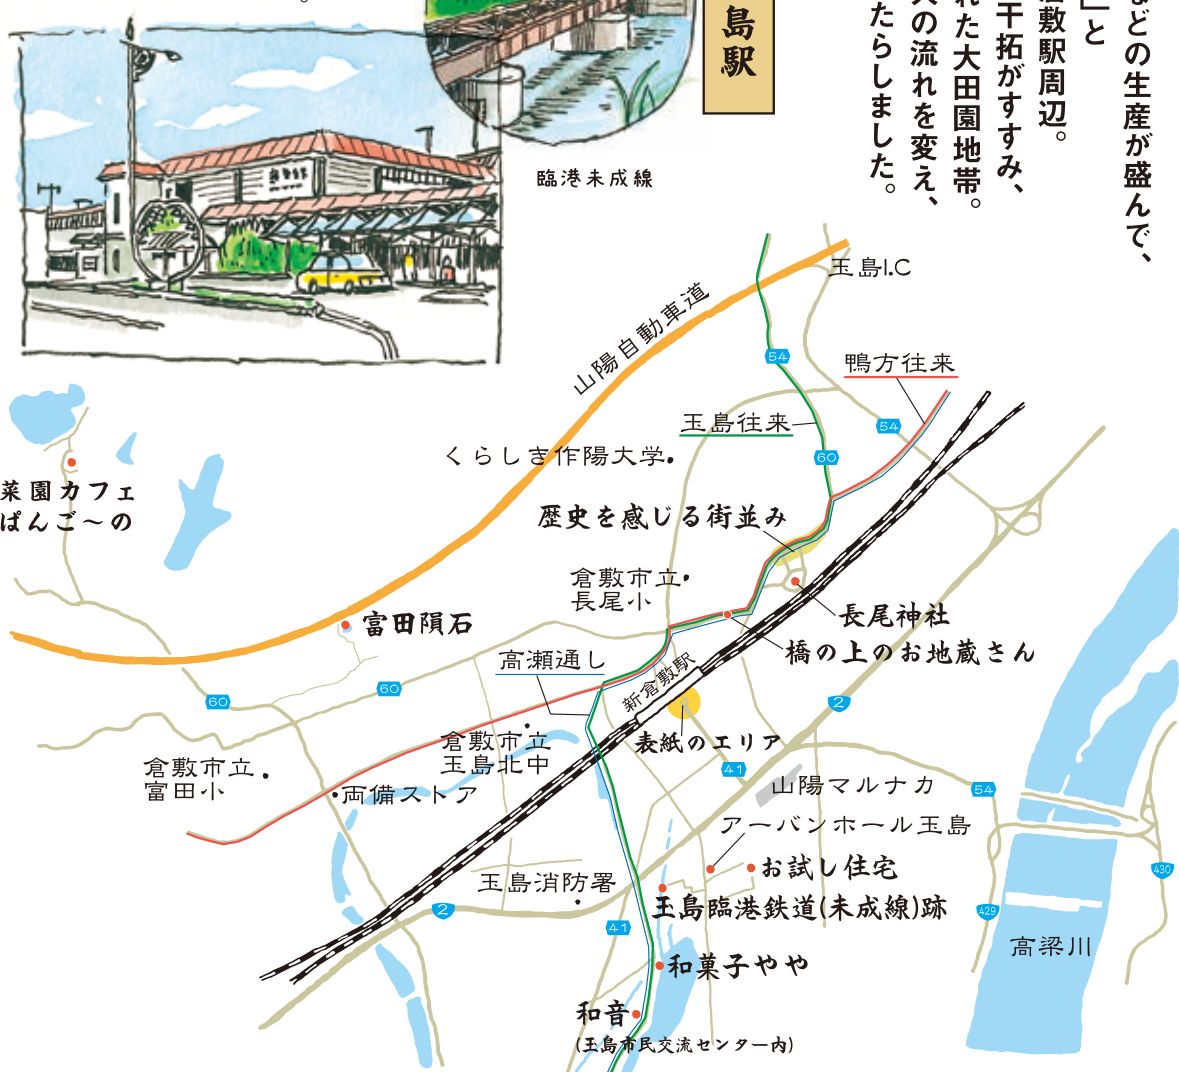 などの生産が盛んで、
」と
倉敷駅周辺。
干拓がすすみ、
れた大田園地帯。
の流れを変え、
たらしました。
島駅
臨港未成線
玉島I.C
山陽自動車道
54
鴨方往来
玉島往来
54
くらしき作陽大学
60
菜園カフェ
ぱんご〜の
歴史を感じる街並み
倉敷市立
長尾小
長尾神社
富田隕石
橋の上のお地蔵さん
高瀬通し
新倉敷駅
60
60
2
倉敷市立
玉島北中
表紙のエリア
倉敷市立
富田小
41
両備ストア
山陽マルナカ
54
アーバンホール玉島
お試し住宅
430
玉島消防署
玉島臨港鉄道(未成線)跡
2
41
429
高梁川
和菓子やや
和音
(玉島市民交流センター内)